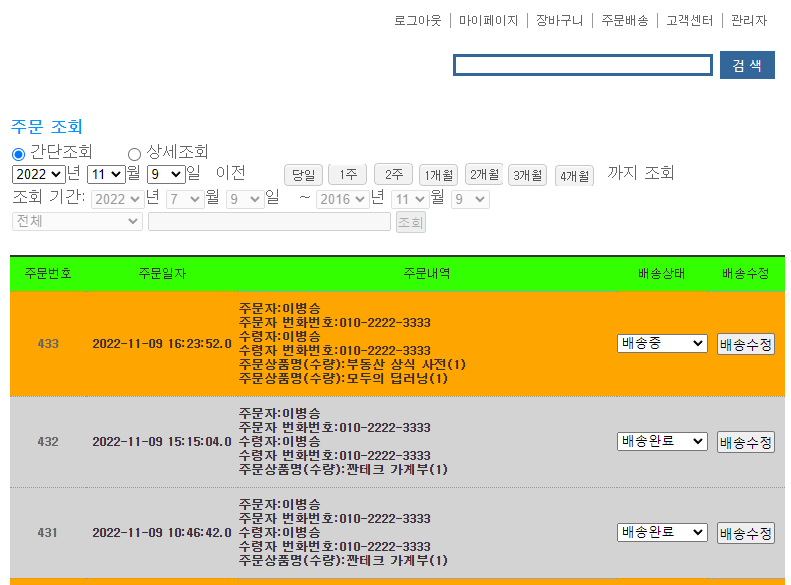 로그아웃 | 마이페이지 | 장바구니 | 주문배송 | 고객센터 | 관리자
검 색
주문 조회
간단조회 상세조회
2022 년 11 월 9 일 이전 당일 1주 2주 1개월 2개월 3개월 4개월 까지 조회
조회 기간: 2022 년 7 월 9 일 ~ 2016 년 11 월 9
전체 조회
주문번호 주문일자 주문내역 배송상태 배송수정
주문자:이병승
주문자 번화번호:010-2222-3333
433 2022-11-09 16:23:52.0 수령자:이병승 배송중 배송수정
수령자 번화번호:010-2222-3333
주문상품명(수량):부동산 상식 사전(1)
주문상품명(수량):모두의 딥러닝(1)
주문자:이병승
주문자 번화번호:010-2222-3333
432 2022-11-09 15:15:04.0 수령자:이병승 배송완료 배송수정
수령자 번화번호:010-2222-3333
주문상품명(수량):짠테크 가계부(1)
주문자:이병승
주문자 번화번호:010-2222-3333
431 2022-11-09 10:46:42.0 수령자:이병승 배송완료 배송수정
수령자 번화번호:010-2222-3333
주문상품명(수량):짠테크 가계부(1)